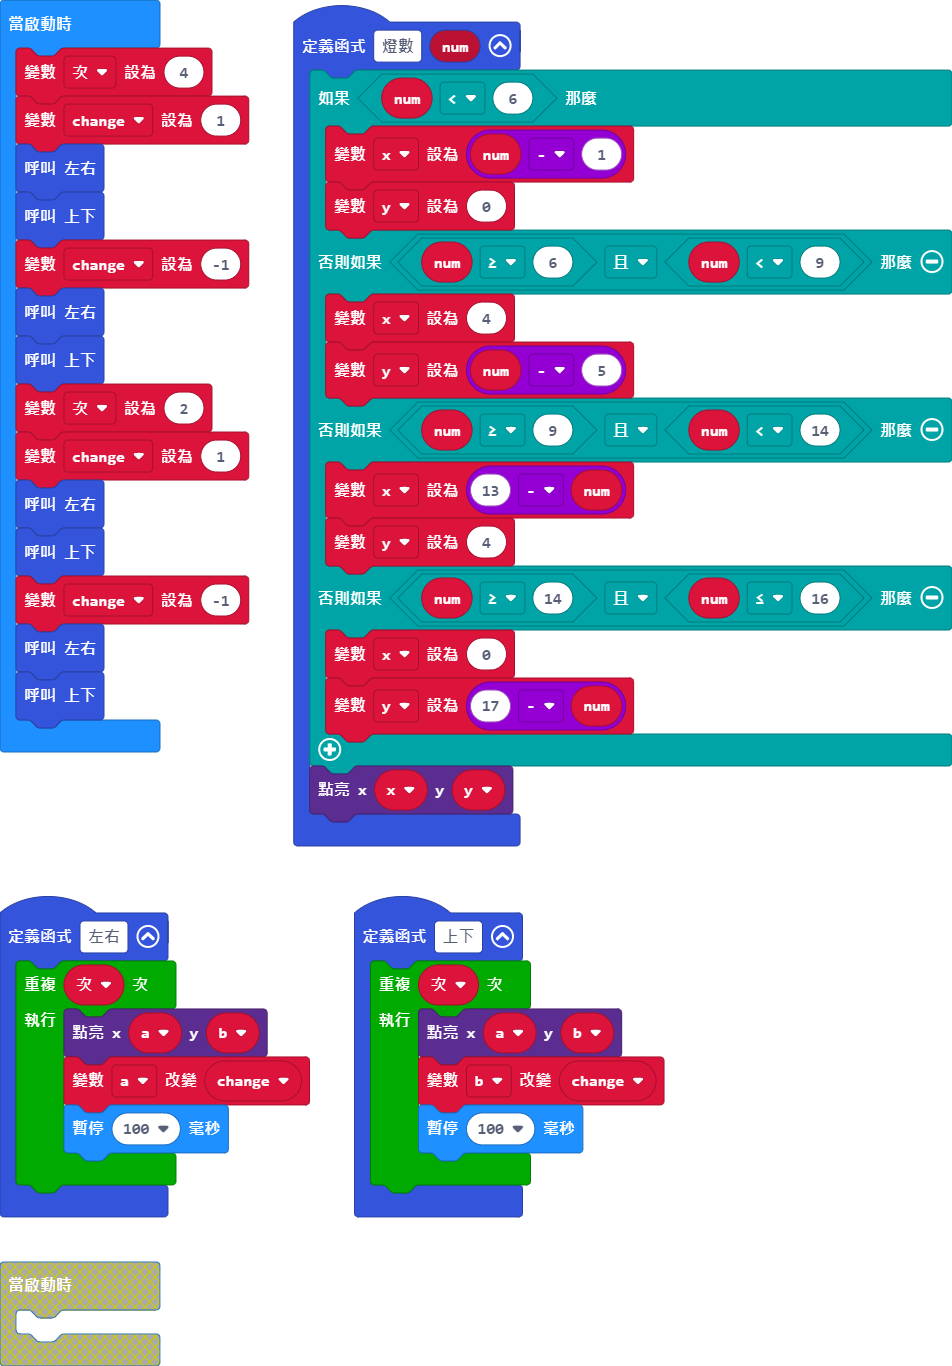 當啟動時
變數 次 設為 4
變數 change 設為 1
呼叫 左右
呼叫 上下
變數 change 設為 -1
呼叫 左右
呼叫 上下
變數 次 設為 2
變數 change 設為 1
呼叫 左右
呼叫 上下
變數 change 設為 -1
呼叫 左右
呼叫 上下
定義函式 燈數 num
如果 num < 6 那麼
變數 x 設為 num - 1
變數 y 設為 0
否則如果 num ≥ 6 且 num < 9 那麼
變數 x 設為 4
變數 y 設為 num - 5
否則如果 num ≥ 9 且 num < 14 那麼
變數 x 設為 13 - num
變數 y 設為 4
否則如果 num ≥ 14 且 num ≤ 16 那麼
變數 x 設為 0
變數 y 設為 17 - num
點亮 x x y y
定義函式 左右
重複 次 次
執行
點亮 x a y b
變數 a 改變 change
暫停 100 毫秒
定義函式 上下
重複 次 次
執行
點亮 x a y b
變數 b 改變 change
暫停 100 毫秒
當啟動時